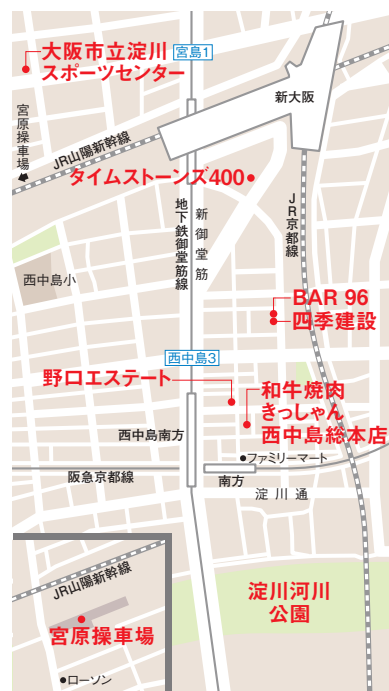 大阪市立淀川
スポーツセンター
宮島1
新大阪
宮原操車場
JR山陽新幹線
タイムストーンズ400
地下鉄御堂筋線
新御堂筋
JR京都線
西中島小
BAR 96
四季建設
西中島3
野口エステート
和牛焼肉
きっしゃん
西中島総本店
西中島南方
ファミリーマート
阪急京都線
南方
淀川通
JR山陽新幹線
宮原操車場
ローソン
淀川河川
公園